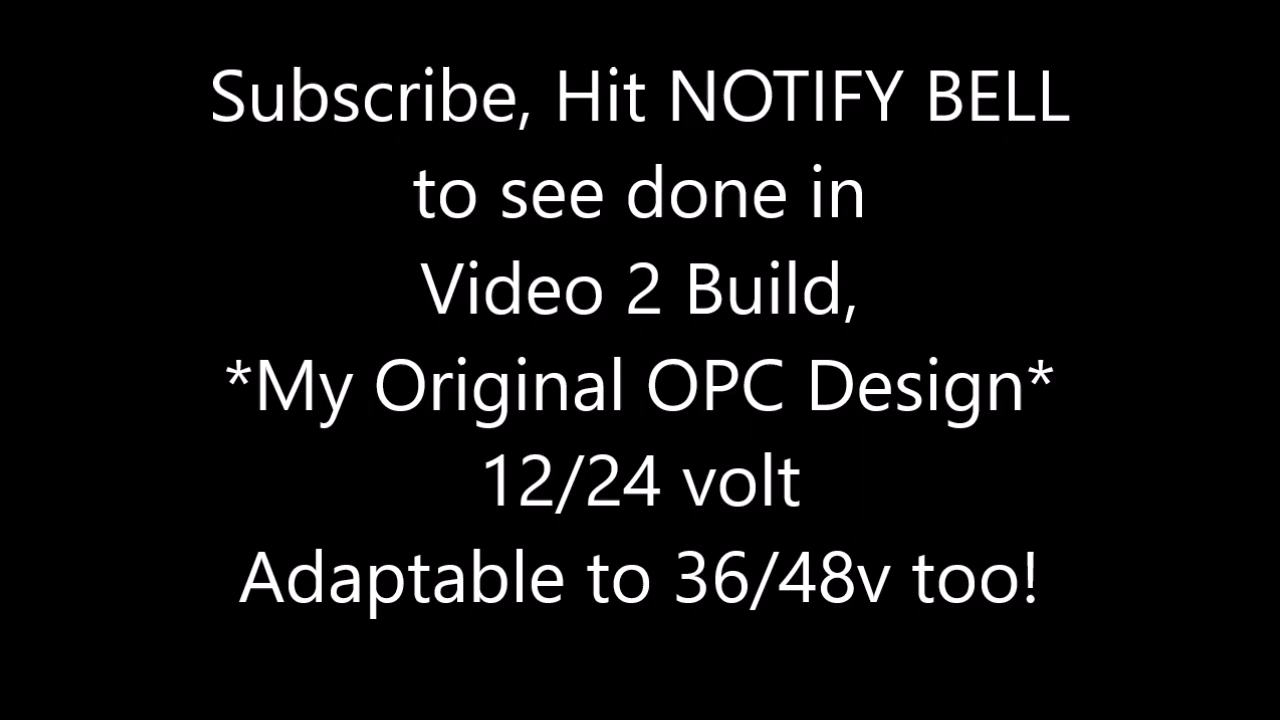 Subscribe, Hit NOTIFY BELL
to see done in
Video 2 Build,
*My Original OPC Design*
12/24 volt
Adaptable to 36/48v too!